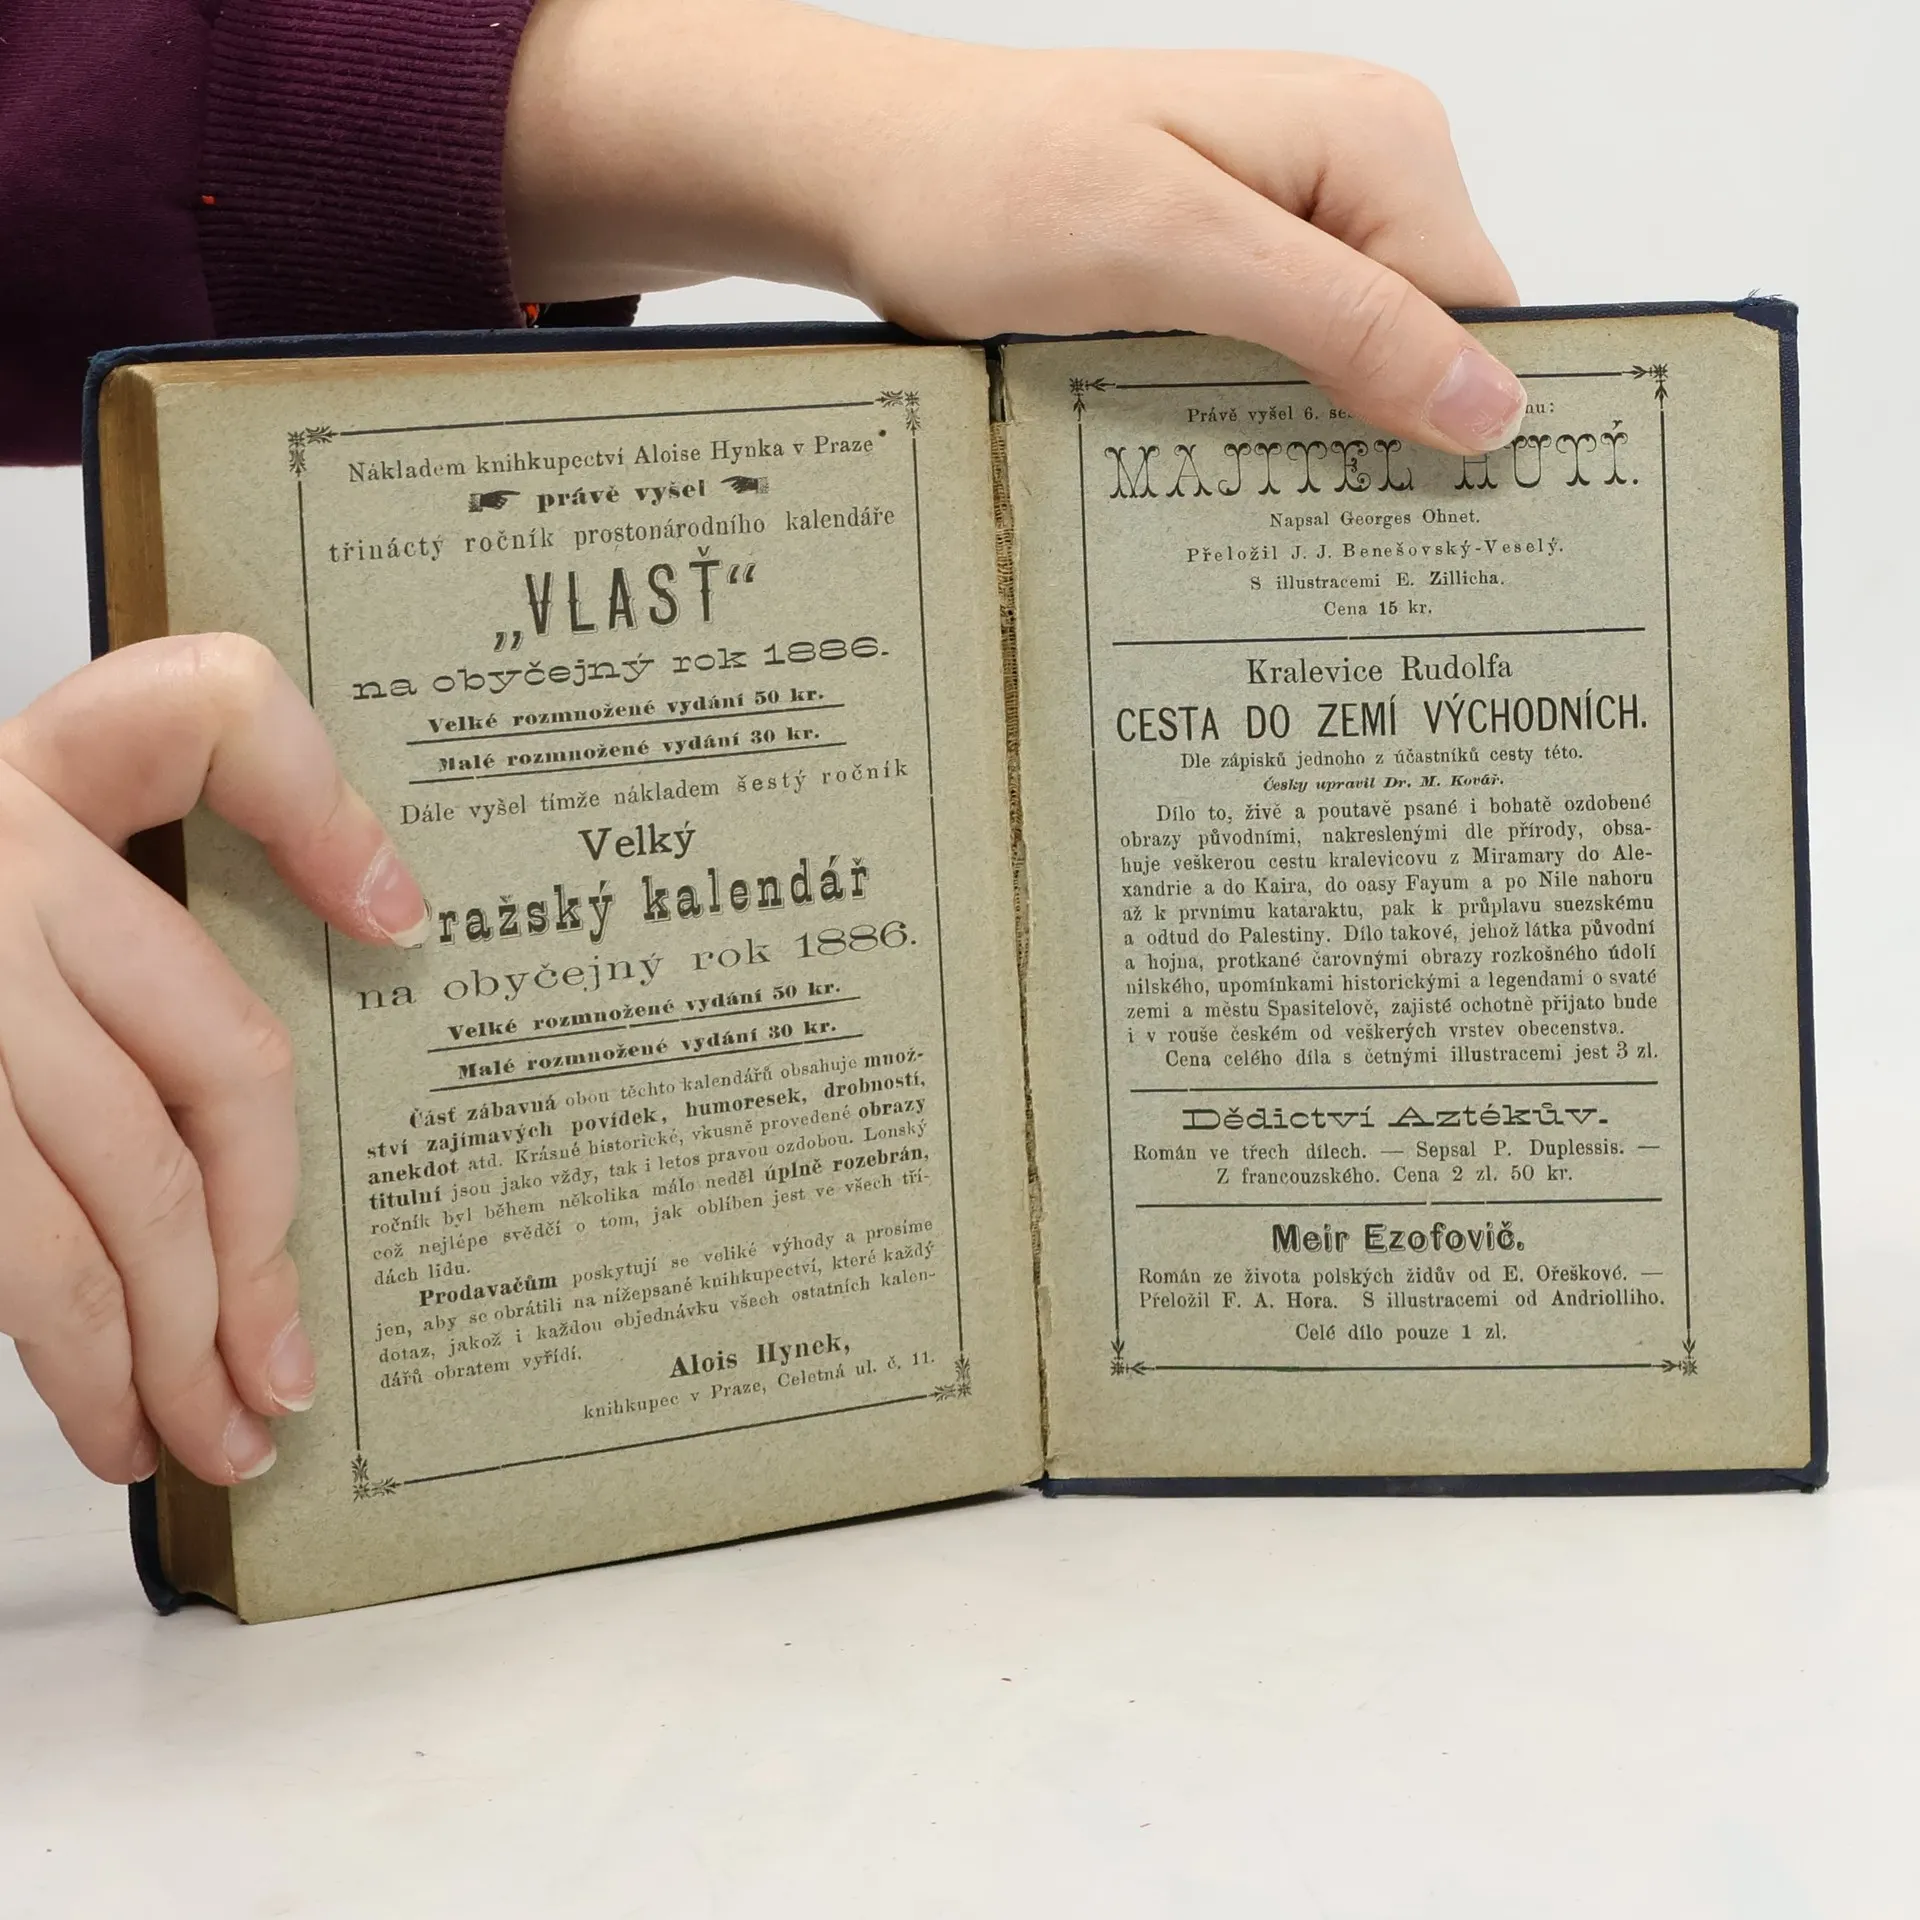 Nákladem knihkupectví Aloise Hynka v Praze
právě vyšel
třináctý ročník prostonárodního kalendáře
„VLASŤ“
na obyčejný rok 1886.
Velké rozmnožené vydání 50 kr.
Malé rozmnožené vydání 30 kr.
Dále vyšel tímže nákladem šestý ročník
Velký
Pražský kalendář
na obyčejný rok 1886.
Velké rozmnožené vydání 50 kr.
Malé rozmnožené vydání 30 kr.
Část zábavná obou těchto kalendářů obsahuje množ-
ství zajímavých povídek, humoresek, drobností,
anekdot atd. Krásné historické, vkusně provedené obrazy
titulní jsou jako vždy, tak i letos pravou ozdobou. Lonský
ročník byl během několika málo neděl úplně rozebrán,
což nejlépe svědčí o tom, jak oblíben jest ve všech tří-
dách lidu.
Prodavačům poskytují se veliké výhody a prosíme
jen, aby se obrátili na nížepsané knihkupectví, které každý
dotaz, jakož i každou objednávku všech ostatních kalen-
dářů obratem vyřídí.
Alois Hynek,
knihkupec v Praze, Celetná ul. č. 11.
Právě vyšel 6.
MAJITEL HUTÍ.
Napsal Georges Ohnet.
Přeložil J. J. Benešovský-Veselý.
S illustracemi E. Zillicha.
Cena 15 kr.
Kralevice Rudolfa
CESTA DO ZEMÍ VÝCHODNÍCH.
Dle zápisků jednoho z účastníků cesty této.
Česky upravil Dr. M. Kovář.
Dílo to, živě a poutavě psané i bohatě ozdobené
obrazy původními, nakreslenými dle přírody, obsa-
huje veškerou cestu kralevicovu z Miramary do Ale-
xandrie a do Kaira, do oasy Fayum a po Nile nahoru
až k prvnímu kataraktu, pak k průplavu suezskému
a odtud do Palestiny. Dílo takové, jehož látka původní
a hojna, protkané čarovnými obrazy rozkošného údolí
nilského, upomínkami historickými a legendami o svaté
zemi a městu Spasitelově, zajisté ochotně přijato bude
i v rouše českém od veškerých vrstev obecenstva.
Cena celého díla s četnými illustracemi jest 3 zl.
Dědictví Aztékův.
Román ve třech dílech. — Sepsal P. Duplessis. —
Z francouzského. Cena 2 zl. 50 kr.
Meir Ezofovič.
Román ze života polských židův od E. Ořeškové. —
Přeložil F. A. Hora. S illustracemi od Andriolliho.
Celé dílo pouze 1 zl.